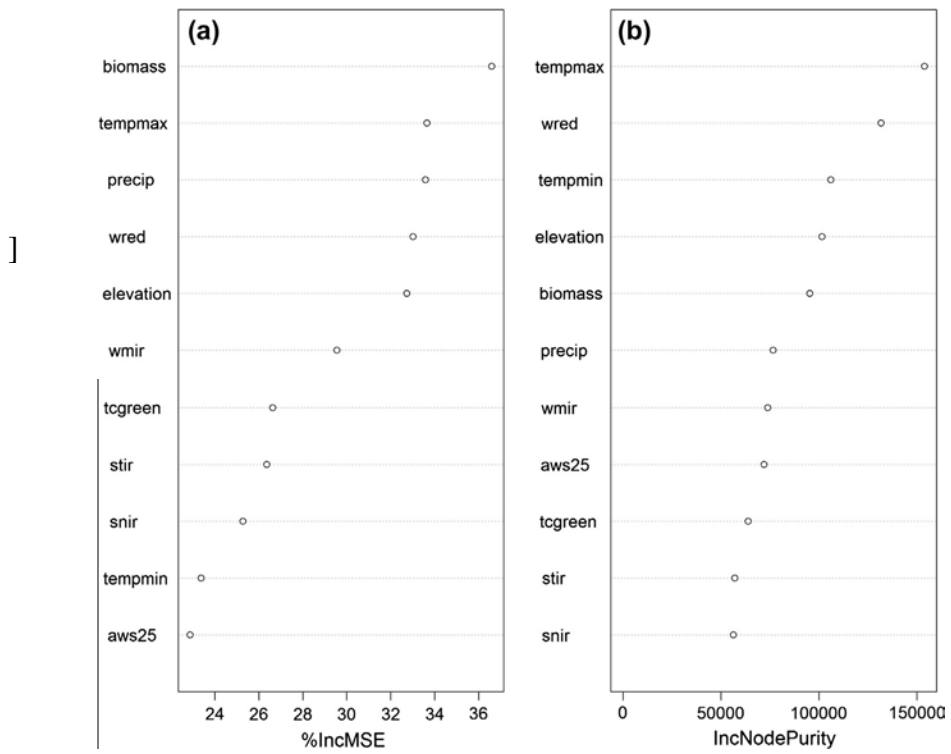 (a)
biomass
tempmax
precip
wred
elevation
wmir
tcgreen
stir
snir
tempmin
aws25
24 26 28 30 32 34 36
%IncMSE
(b)
tempmax
wred
tempmin
elevation
biomass
precip
wmir
aws25
tcgreen
stir
snir
0 50000 100000 150000
IncNodePurity
]